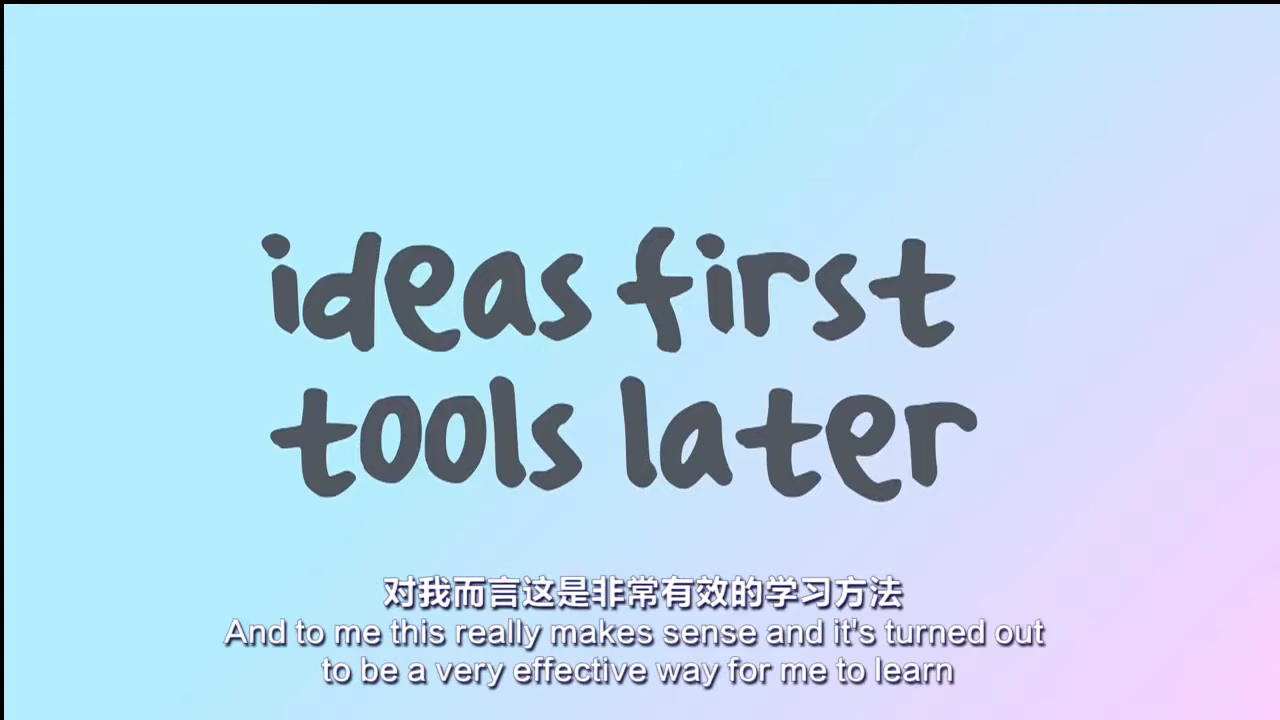 ideas first
tools later
对我而言这是非常有效的学习方法
And to me this really makes sense and it's turned out
to be a very effective way for me to learn